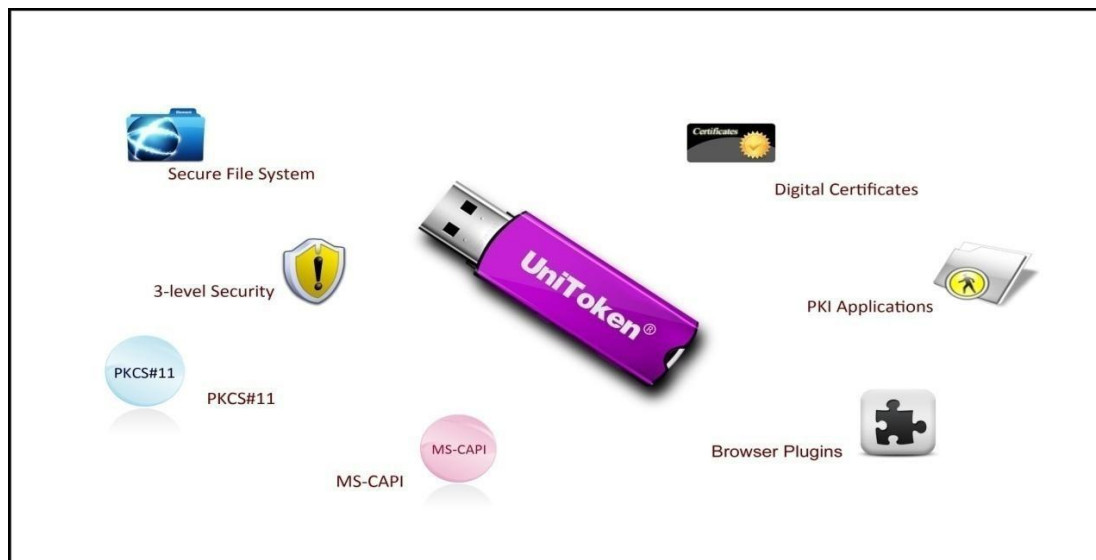 Certificates
Secure File System
Digital Certificates
UniToken®
3-level Security
PKI Applications
PKCS#11
PKCS#11
MS-CAPI
MS-CAPI
Browser Plugins